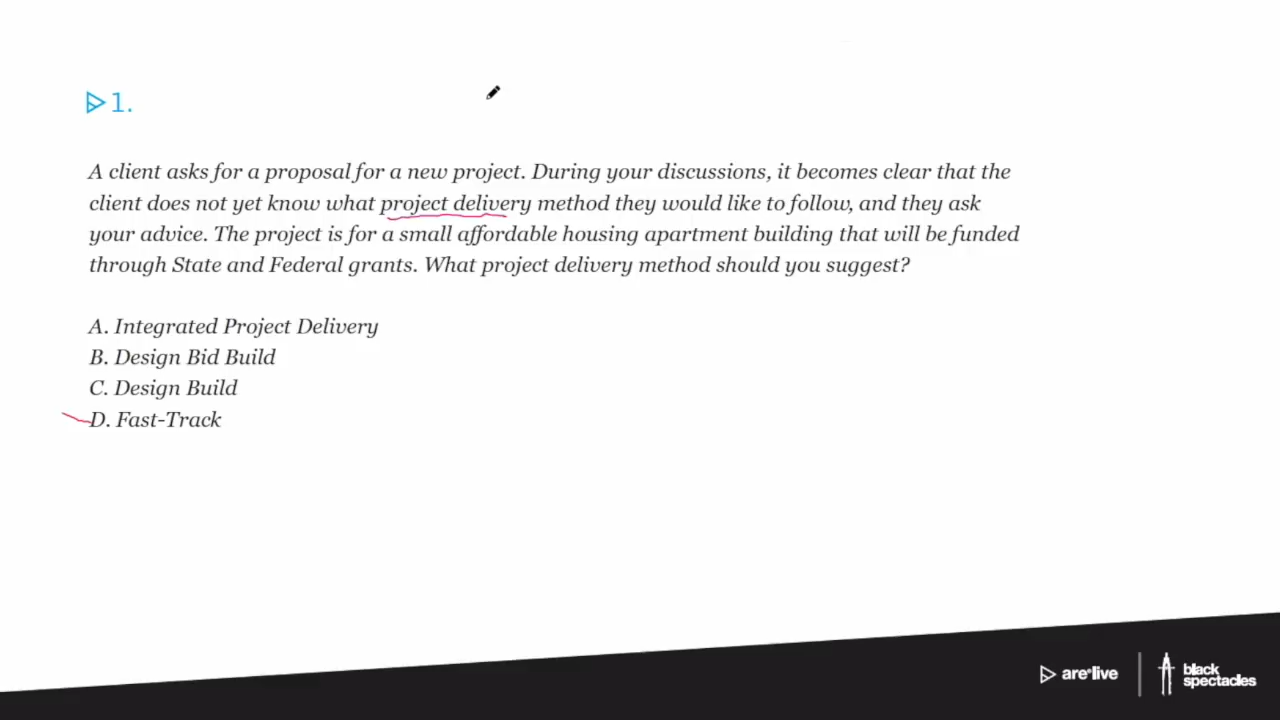 1.
A client asks for a proposal for a new project. During your discussions, it becomes clear that the
client does not yet know what project delivery method they would like to follow, and they ask
your advice. The project is for a small affordable housing apartment building that will be funded
through State and Federal grants. What project delivery method should you suggest?
A. Integrated Project Delivery
B. Design Bid Build
C. Design Build
D. Fast-Track
are®live
black
spectacles